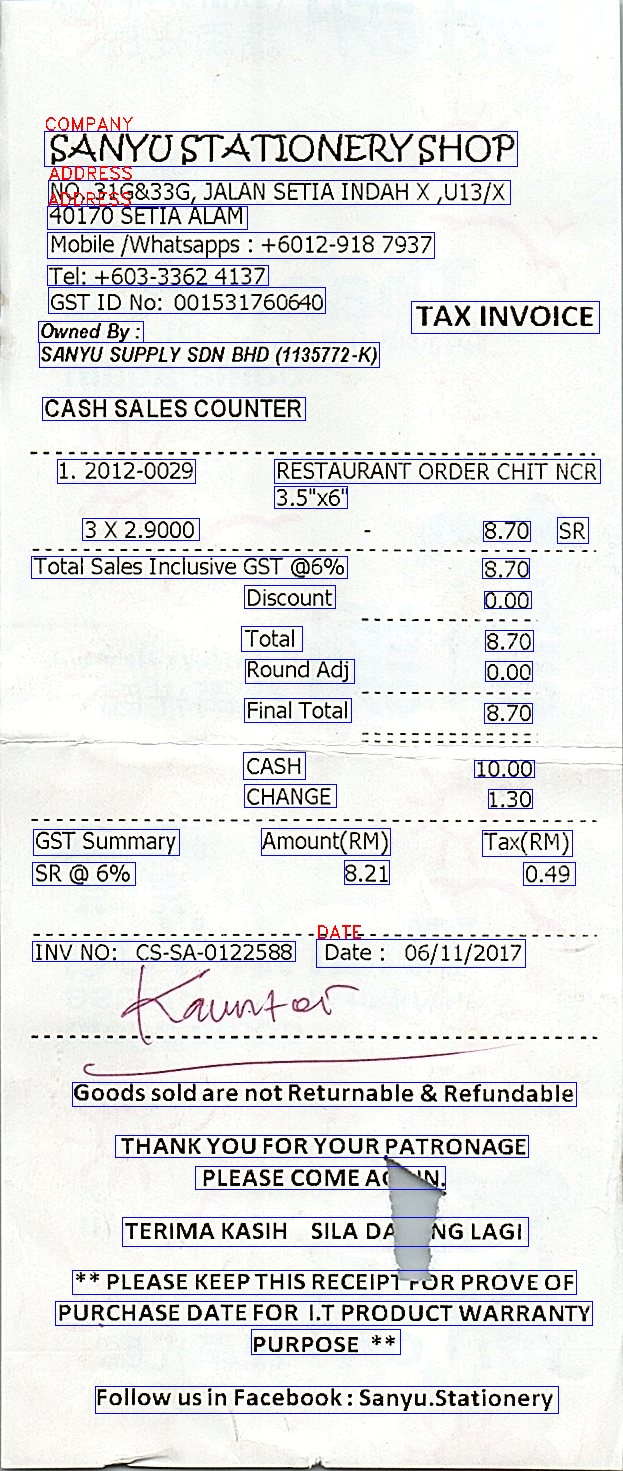 COMPANY
SANYU STATIONERY SHOP
ADDRESS
NO. 31G&33G, JALAN SETIA INDAH X ,U13/X
ADDRESS
40170 SETIA ALAM
Mobile /Whatsapps : +6012-918 7937
Tel: +603-3362 4137
GST ID No: 001531760640
TAX INVOICE
Owned By :
SANYU SUPPLY SDN BHD (1135772-K)
CASH SALES COUNTER
1. 2012-0029 RESTAURANT ORDER CHIT NCR
3.5"x6"
3 X 2.9000 - 8.70 SR
Total Sales Inclusive GST @6% 8.70
Discount 0.00
Total 8.70
Round Adj 0.00
Final Total 8.70
CASH 10.00
CHANGE 1.30
GST Summary Amount(RM) Tax(RM)
SR @ 6% 8.21 0.49
DATE
INV NO: CS-SA-0122588 Date : 06/11/2017
Kaunter
Goods sold are not Returnable & Refundable
THANK YOU FOR YOUR PATRONAGE
PLEASE COME
TERIMA KASIH SILA LAGI
** PLEASE KEEP THIS RECEIPT FOR PROVE OF
PURCHASE DATE FOR I.T PRODUCT WARRANTY
PURPOSE **
Follow us in Facebook : Sanyu.Stationery